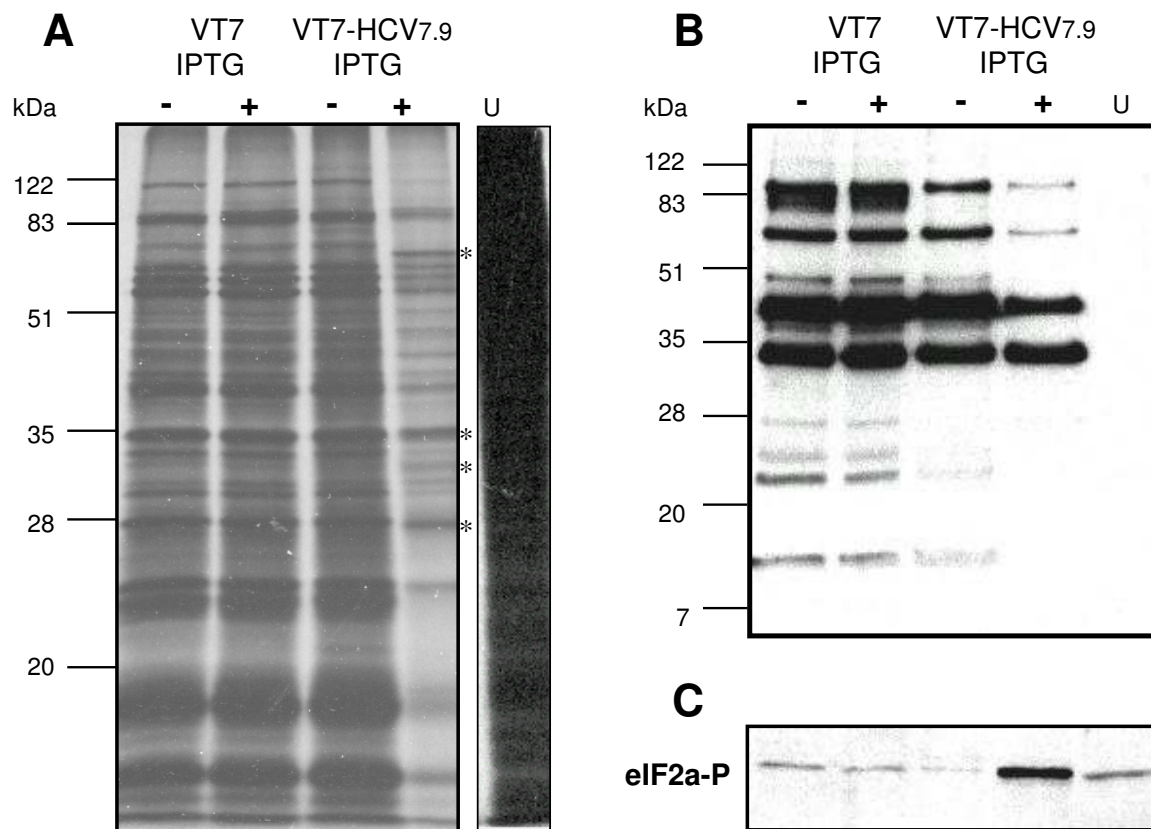 A
VT7 VT7-HCV7.9
IPTG IPTG
kDa - + - + U
122
83
*
51
35
*
*
28
*
20
B
VT7 VT7-HCV7.9
IPTG IPTG
kDa - + - + U
122
83
51
35
28
20
7
C
eIF2a-P